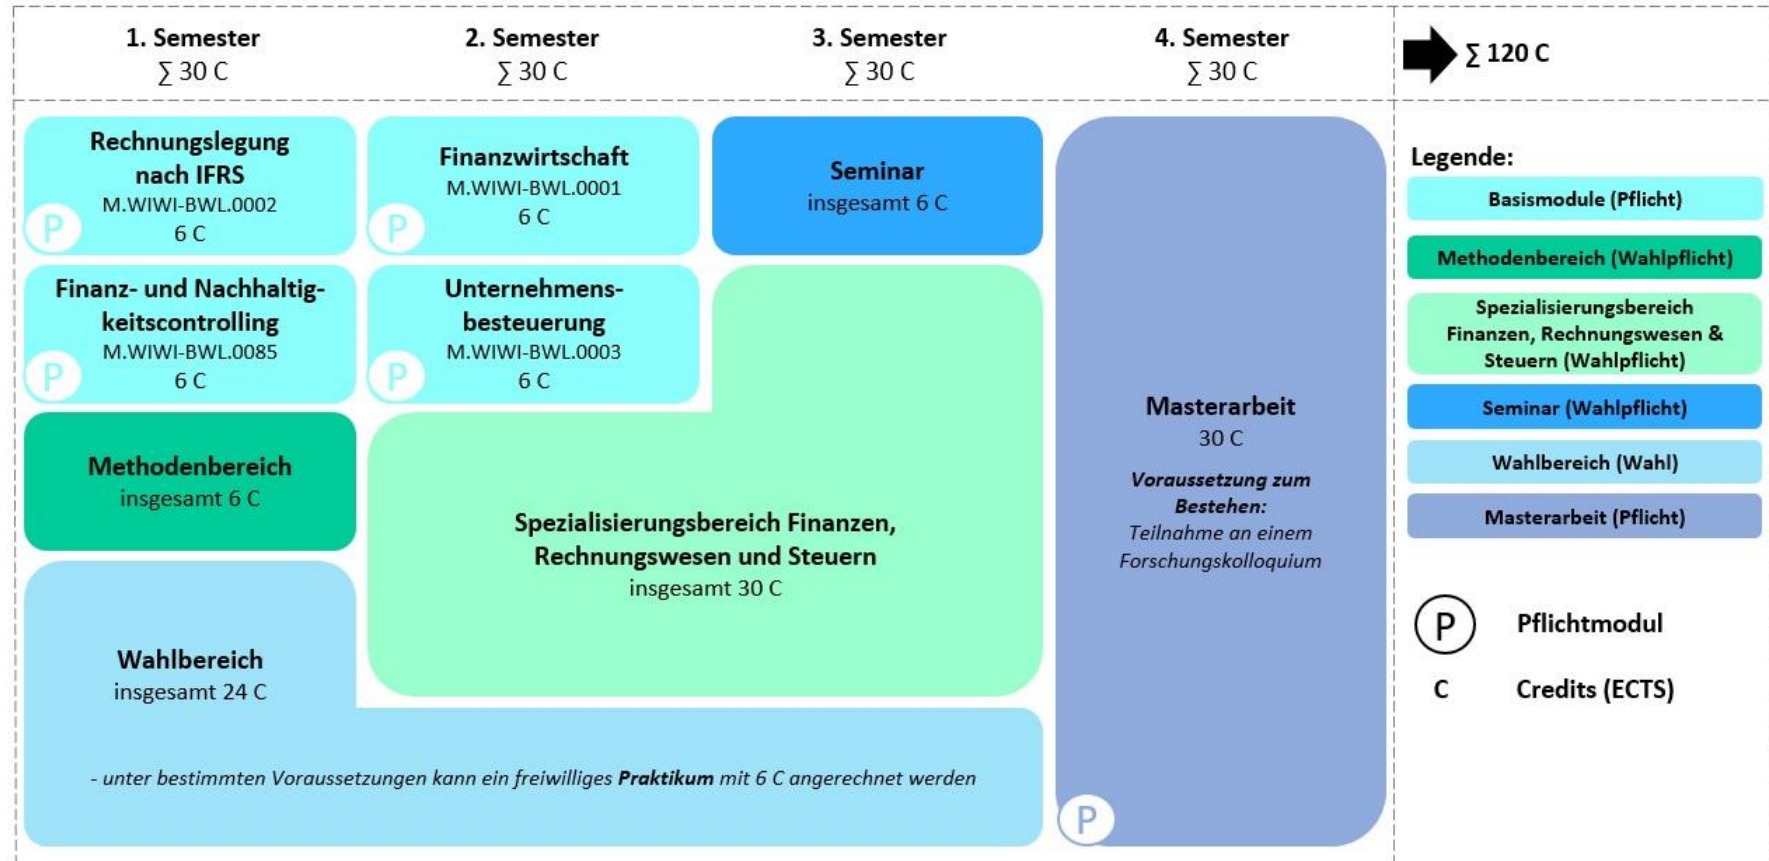 1. Semester
∑ 30 C
2. Semester
∑ 30 C
3. Semester
∑ 30 C
4. Semester
∑ 30 C
∑ 120 C
Rechnungslegung
nach IFRS
M.WIWI-BWL.0002
6 C
P
Finanzwirtschaft
M.WIWI-BWL.0001
6 C
P
Seminar
insgesamt 6 C
Finanz- und Nachhaltig-
keitscontrolling
M.WIWI-BWL.0085
6 C
P
Unternehmens-
besteuerung
M.WIWI-BWL.0003
6 C
P
Methodenbereich
insgesamt 6 C
Spezialisierungsbereich Finanzen,
Rechnungswesen und Steuern
insgesamt 30 C
Wahlbereich
insgesamt 24 C
- unter bestimmten Voraussetzungen kann ein freiwilliges Praktikum mit 6 C angerechnet werden
Masterarbeit
30 C
Voraussetzung zum
Bestehen:
Teilnahme an einem
Forschungskolloquium
P
Legende:
Basismodule (Pflicht)
Methodenbereich (Wahlpflicht)
Spezialisierungsbereich
Finanzen, Rechnungswesen &
Steuern (Wahlpflicht)
Seminar (Wahlpflicht)
Wahlbereich (Wahl)
Masterarbeit (Pflicht)
P Pflichtmodul
C Credits (ECTS)